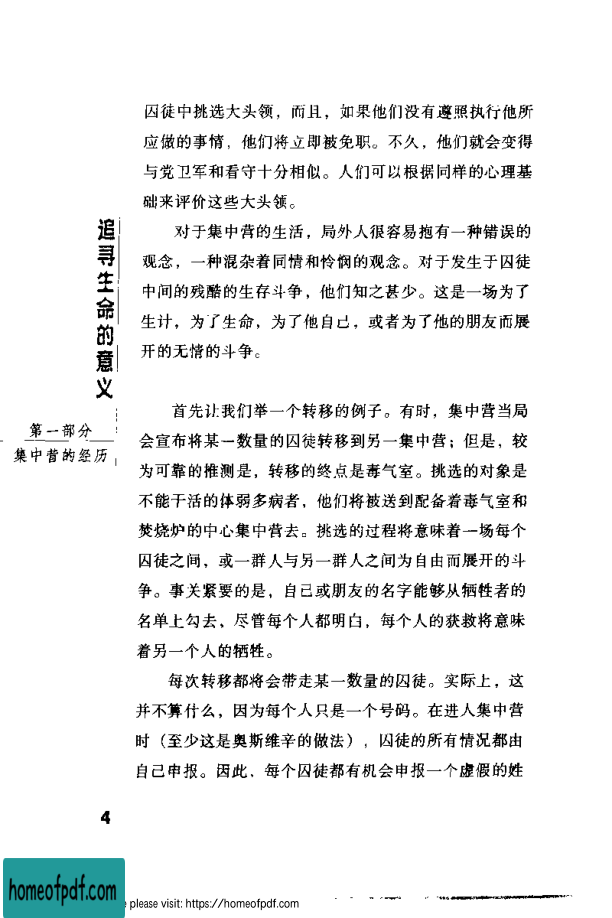 囚徒中挑选大头领，而且，如果他们没有遵照执行他所
应做的事情，他们将立即被免职。不久，他们就会变得
与党卫军和看守十分相似。人们可以根据同样的心理基
础来评价这些大头领。
对于集中营的生活，局外人很容易抱有一种错误的
观念，一种混杂着同情和怜悯的观念。对于发生于囚徒
中间的残酷的生存斗争，他们知之甚少。这是一场为了
生计，为了生命，为了他自己，或者为了他的朋友而展
开的无情的斗争。
追寻生命的意义
第一部分
集中营的经历
首先让我们举一个转移的例子。有时，集中营当局
会宣布将某一数量的囚徒转移到另一集中营；但是，较
为可靠的推测是，转移的终点是毒气室。挑选的对象是
不能干活的体弱多病者，他们将被送到配备着毒气室和
焚烧炉的中心集中营去。挑选的过程将意味着一场每个
囚徒之间，或一群人与另一群人之间为自由而展开的斗
争。事关紧要的是，自己或朋友的名字能够从牺牲者的
名单上勾去、尽管每个人都明白，每个人的获救将意味
着另一个人的牺牲。
每次转移都将会带走某一数量的囚徒。实际上，这
并不算什么，因为每个人只是一个号码。在进人集中营
时（至少这是奥斯维辛的做法），囚徒的所有情况都由
自己申报。因此，每个囚徒都有机会申报一个虚假的姓
4
homeofpdf.com
e please visit: https://homeofpdf.com